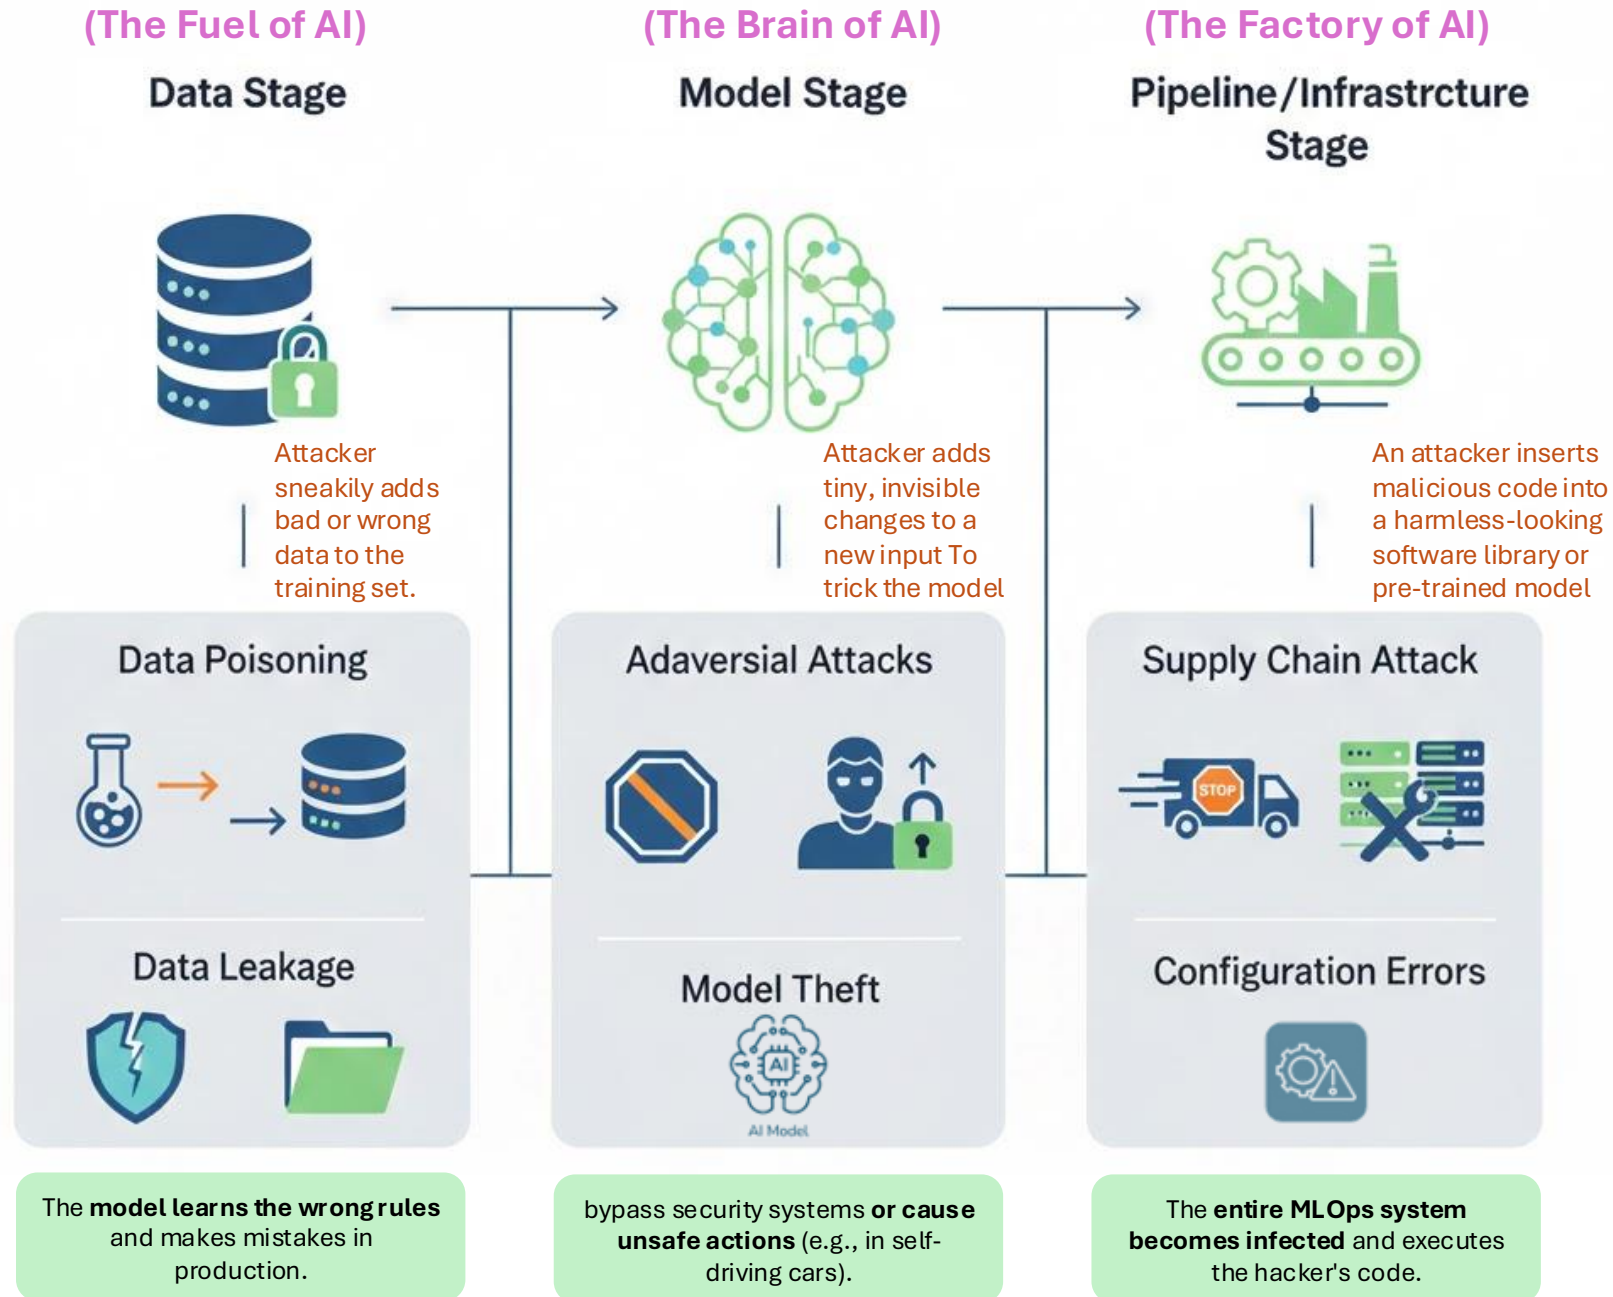 (The Fuel of AI)
Data Stage
Attacker
sneakily adds
bad or wrong
data to the
training set.
Data Poisoning
Data Leakage
The model learns the wrong rules
and makes mistakes in
production.
(The Brain of AI)
Model Stage
Attacker adds
tiny, invisible
changes to a
new input To
trick the model
Adaversial Attacks
Model Theft
AI
AI Model
bypass security systems or cause
unsafe actions (e.g., in self-
driving cars).
(The Factory of AI)
Pipeline/Infrastrcture
Stage
An attacker inserts
malicious code into
a harmless-looking
software library or
pre-trained model
Supply Chain Attack
STOP
Configuration Errors
The entire MLOps system
becomes infected and executes
the hacker's code.